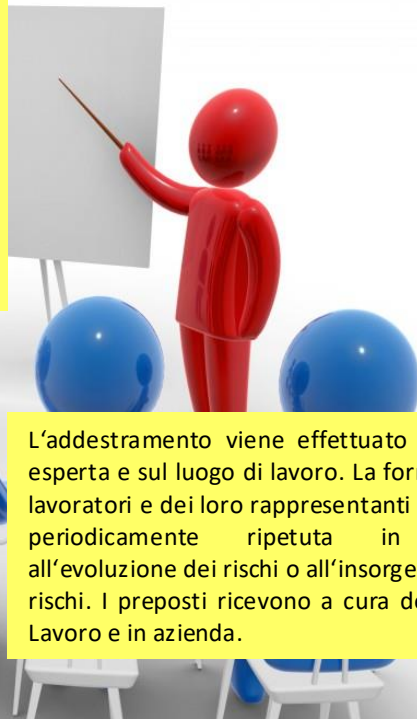 L‘addestramento viene effettuato
esperta e sul luogo di lavoro. La for
lavoratori e dei loro rappresentanti
periodicamente ripetuta in
all‘evoluzione dei rischi o all‘insorge
rischi. I preposti ricevono a cura de
Lavoro e in azienda.